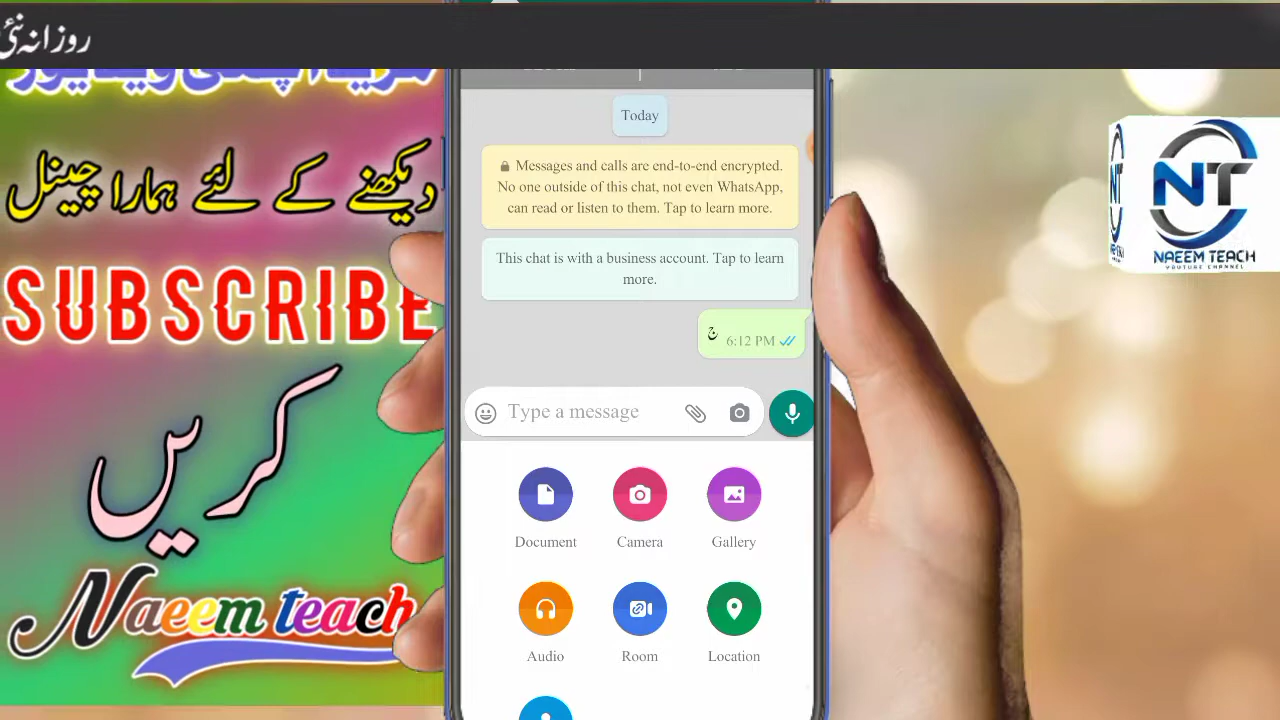 روزانہ نئی
دیکھنے کے لئے ہمارا چینل
SUBSCRIBE
کریں
Naeem teach
Today
Messages and calls are end-to-end encrypted.
No one outside of this chat, not even WhatsApp,
can read or listen to them. Tap to learn more.
This chat is with a business account. Tap to learn
more.
6:12 PM
Type a message
Document
Camera
Gallery
Audio
Room
Location
NT
NAEEM TEACH
YOUTUBE CHANNEL